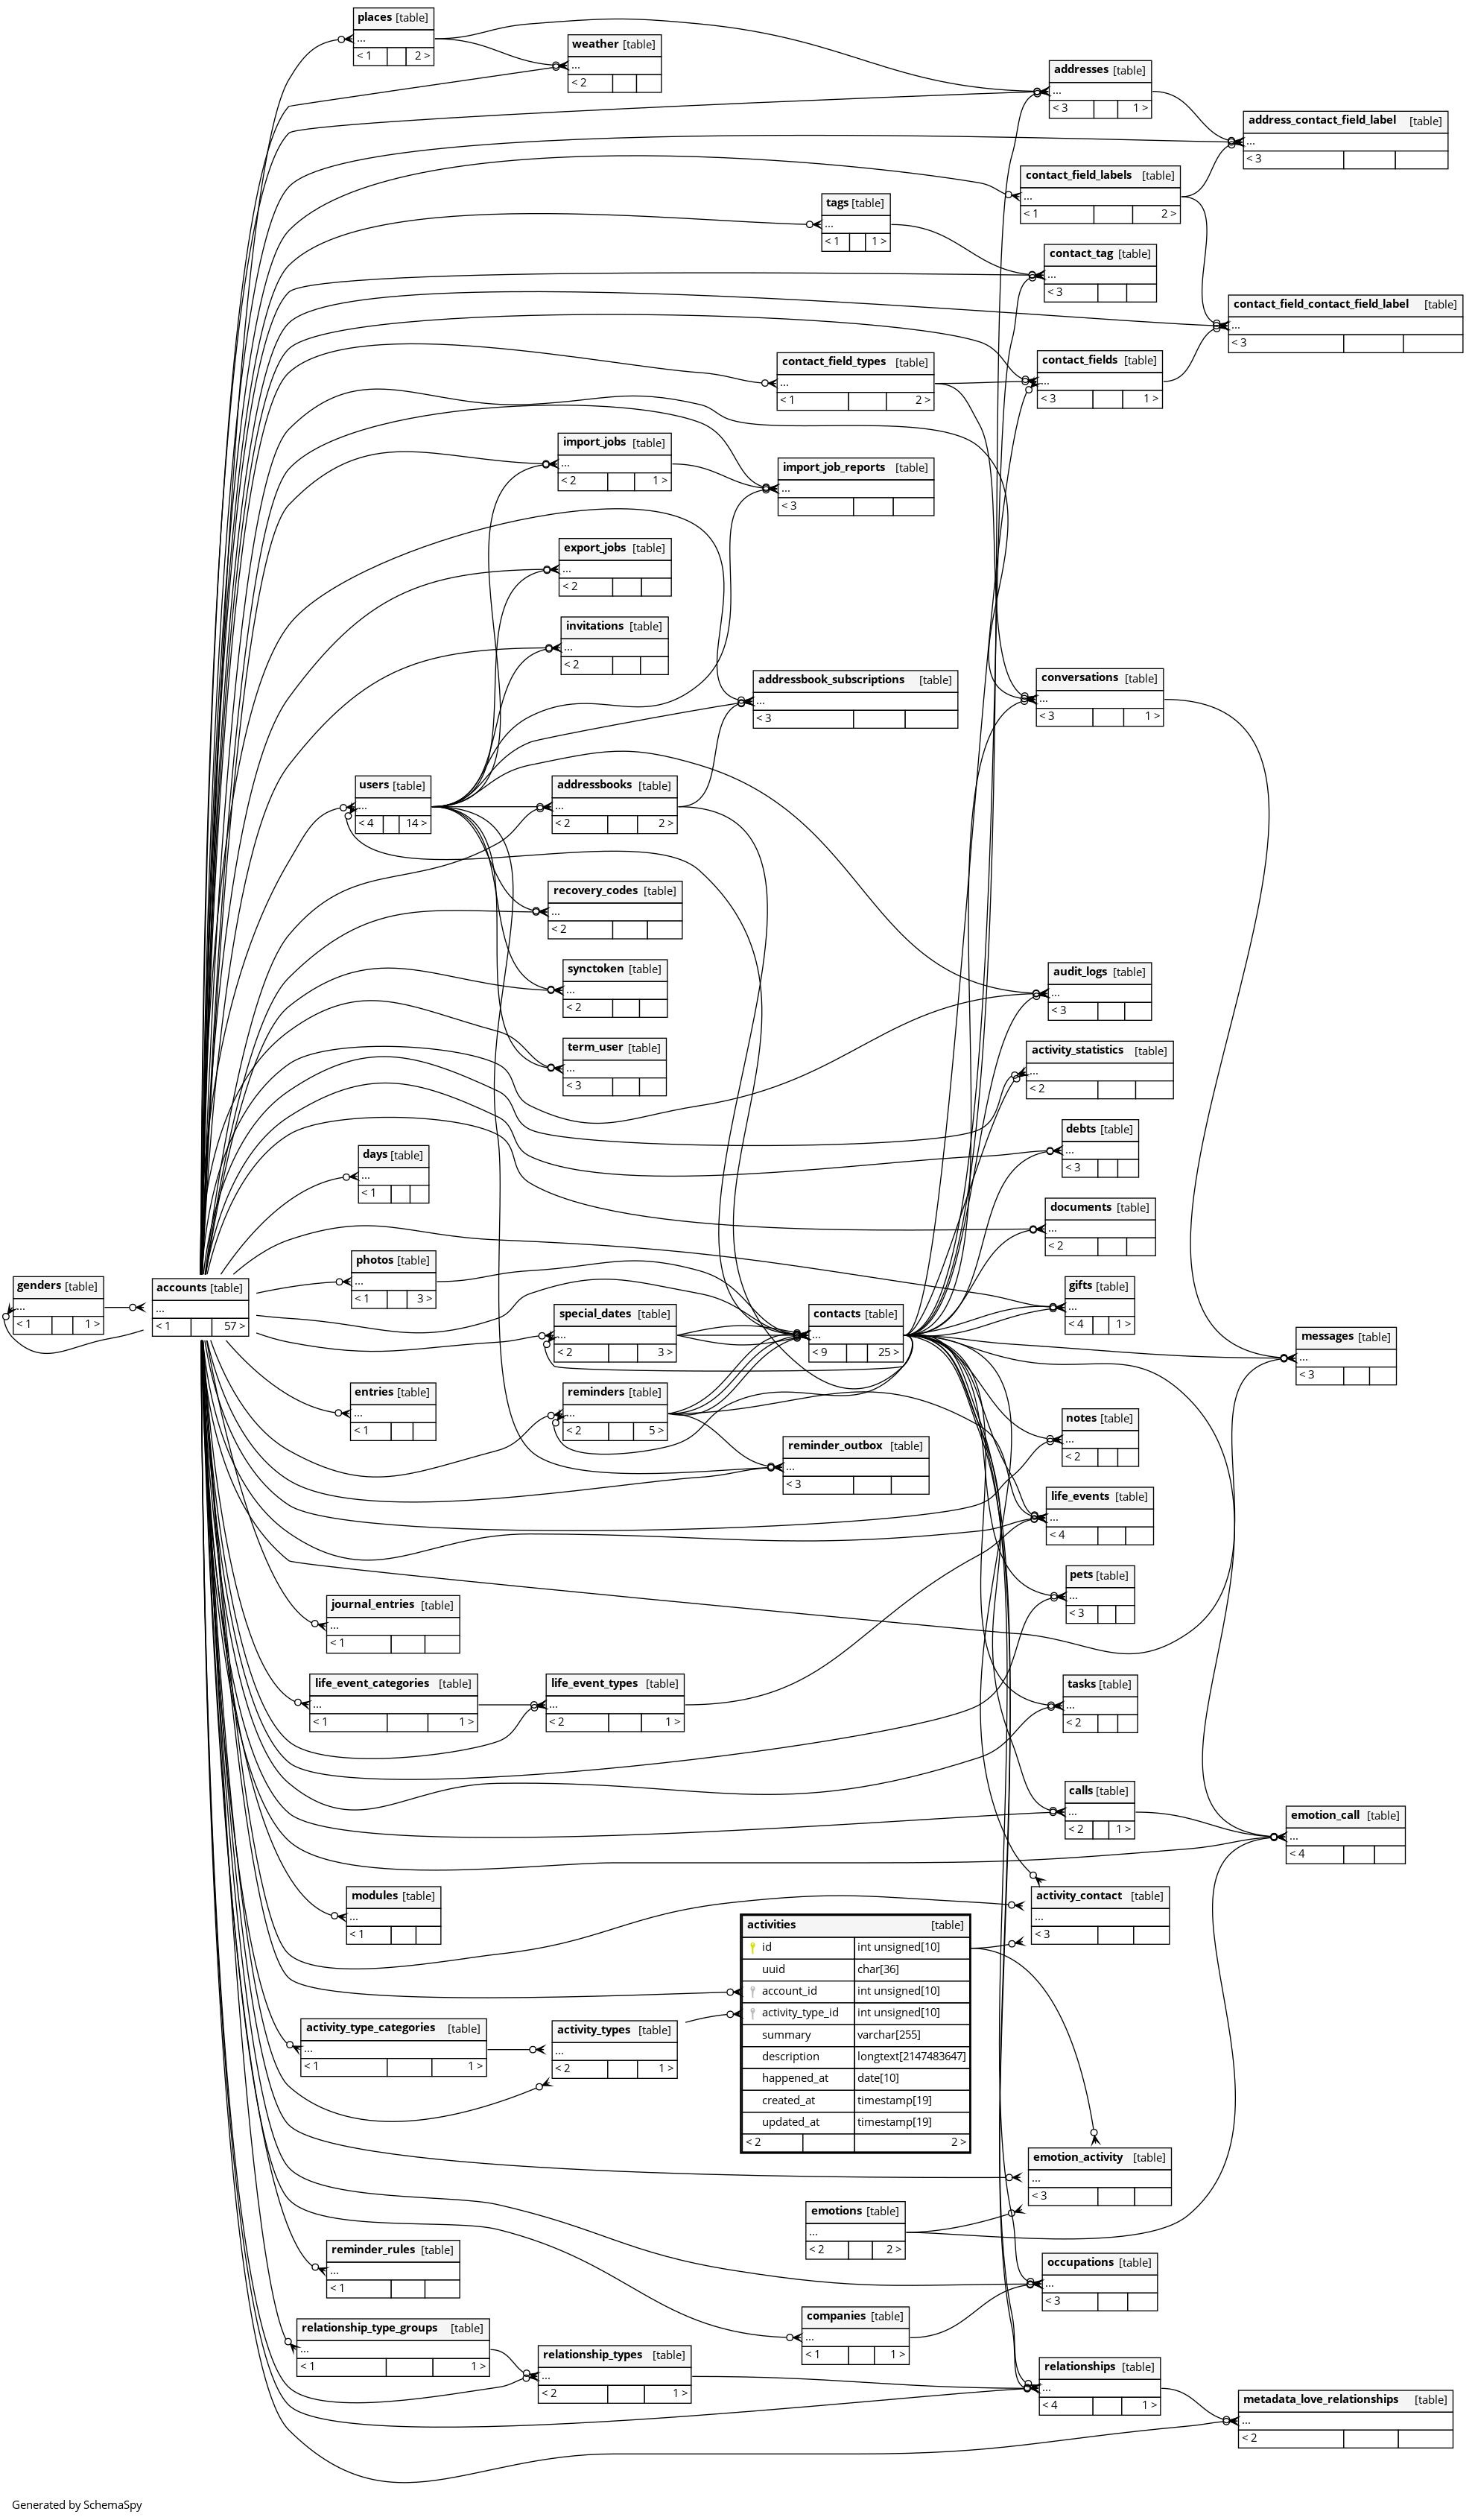 places [table]
...
< 1 2 >
weather [table]
...
< 2
addresses [table]
...
< 3 1 >
address_contact_field_label [table]
...
< 3
contact_field_labels [table]
...
< 1 2 >
tags [table]
...
< 1 1 >
contact_tag [table]
...
< 3
contact_field_contact_field_label [table]
...
< 3
contact_fields [table]
...
< 3 1 >
contact_field_types [table]
...
< 1 2 >
import_jobs [table]
...
< 2 1 >
import_job_reports [table]
...
< 3
export_jobs [table]
...
< 2
invitations [table]
...
< 2
addressbook_subscriptions [table]
...
< 3
conversations [table]
...
< 3 1 >
users [table]
...
< 4 14 >
addressbooks [table]
...
< 2 2 >
recovery_codes [table]
...
< 2
synctoken [table]
...
< 2
audit_logs [table]
...
< 3
term_user [table]
...
< 3
activity_statistics [table]
...
< 2
debts [table]
...
< 3
days [table]
...
< 1
documents [table]
...
< 2
photos [table]
...
< 1 3 >
genders [table]
...
< 1 1 >
accounts [table]
...
< 1 57 >
gifts [table]
...
< 4 1 >
special_dates [table]
...
< 2 3 >
contacts [table]
...
< 9 25 >
messages [table]
...
< 3
entries [table]
...
< 1
reminders [table]
...
< 2 5 >
notes [table]
...
< 2
reminder_outbox [table]
...
< 3
life_events [table]
...
< 4
pets [table]
...
< 3
journal_entries [table]
...
< 1
life_event_categories [table]
...
< 1 1 >
life_event_types [table]
...
< 2 1 >
tasks [table]
...
< 2
calls [table]
...
< 2 1 >
emotion_call [table]
...
< 4
modules [table]
...
< 1
activity_contact [table]
...
< 3
activities [table]
id int unsigned[10]
uuid char[36]
account_id int unsigned[10]
activity_type_id int unsigned[10]
summary varchar[255]
description longtext[2147483647]
happened_at date[10]
created_at timestamp[19]
updated_at timestamp[19]
< 2 2 >
activity_type_categories [table]
...
< 1 1 >
activity_types [table]
...
< 2 1 >
emotion_activity [table]
...
< 3
emotions [table]
...
< 2 2 >
reminder_rules [table]
...
< 1
occupations [table]
...
< 3
companies [table]
...
< 1 1 >
relationship_type_groups [table]
...
< 1 1 >
relationship_types [table]
...
< 2 1 >
relationships [table]
...
< 4 1 >
metadata_love_relationships [table]
...
< 2
Generated by SchemaSpy